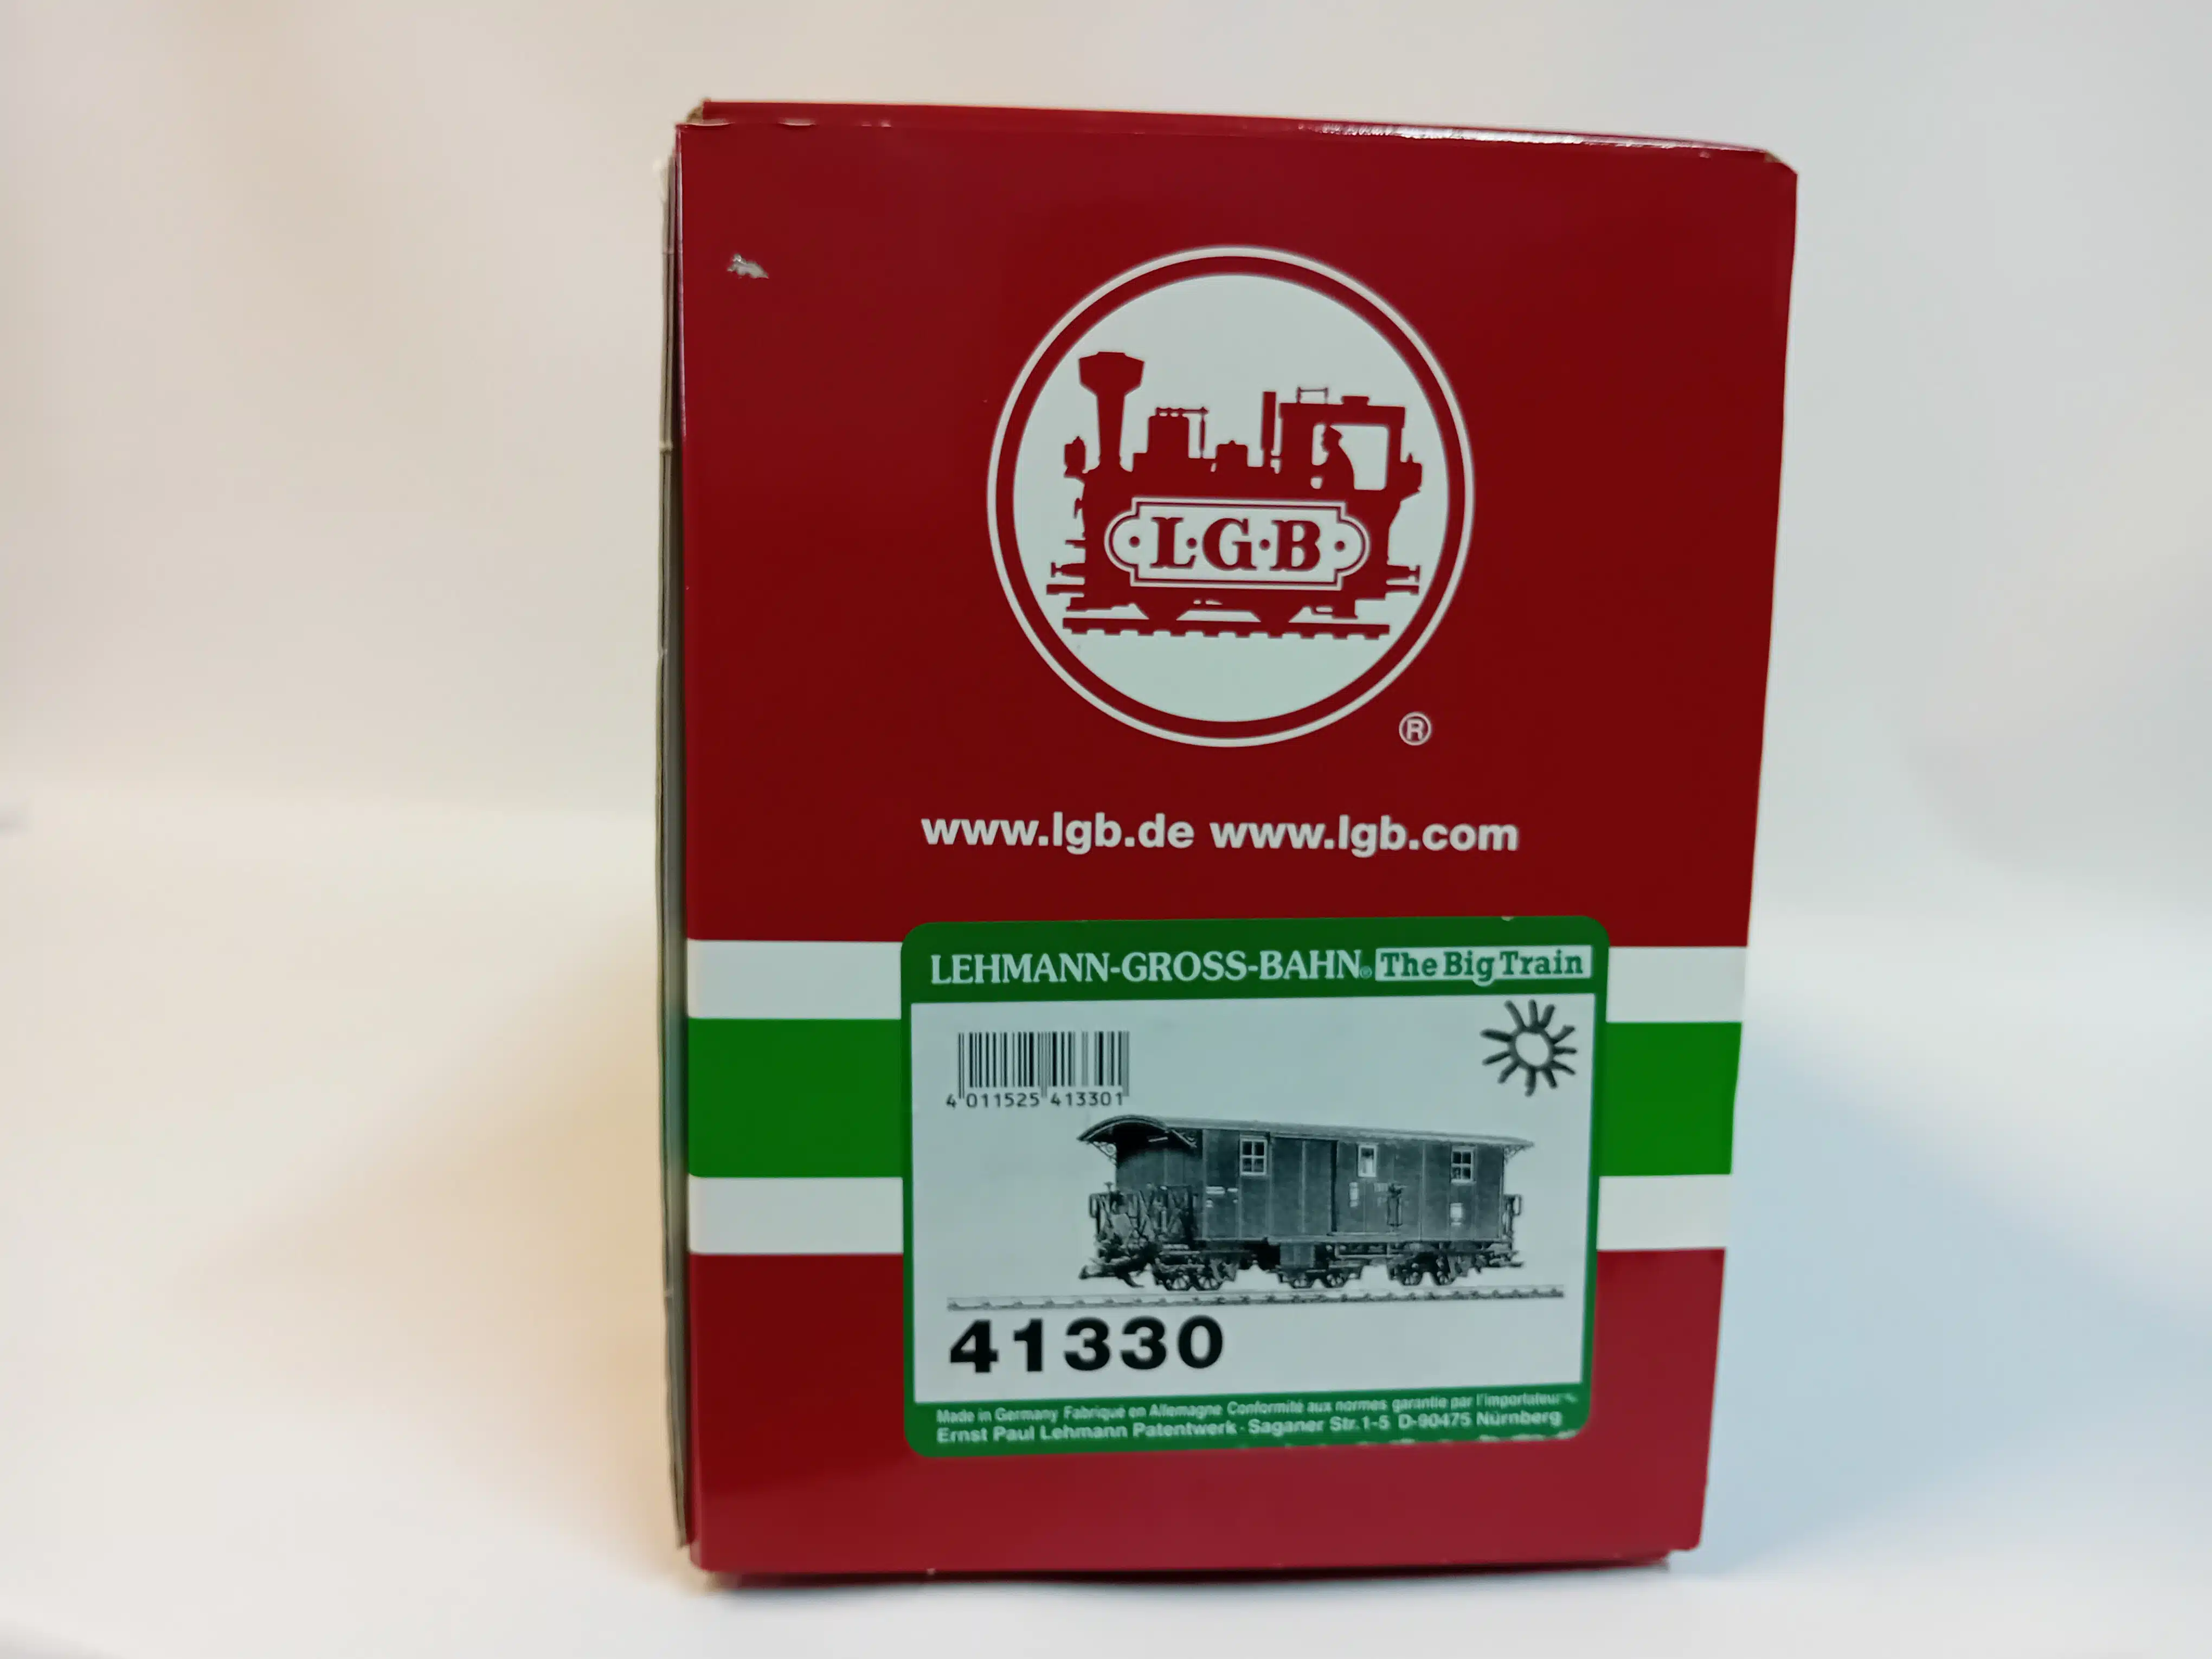 L·G·B
®
www.lgb.de www.lgb.com
LEHMANN-GROSS-BAHN® The Big Train
4 011525 413301
41330
Made in Germany Fabriqué en Allemagne Conformité aux normes garantie par l'importateur
Ernst Paul Lehmann Patentwerk · Saganer Str. 1-5 D-90475 Nürnberg